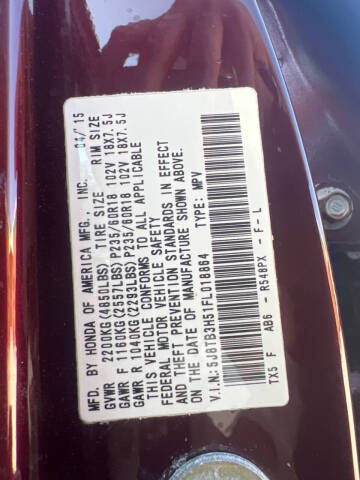 MFD. BY HONDA OF AMERICA MFG., INC. 01/15
GVWR 2200KG(4850LBS) TIRE SIZE RIM SIZE
GAWR F 1160KG(2557LBS)P235/60R18 102V 18X7.5J
GAWR R 1040KG(2293LBS)P235/60R18 102V 18X7.5J
THIS VEHICLE CONFORMS TO ALL APPLICABLE
FEDERAL MOTOR VEHICLE SAFETY
AND THEFT PREVENTION STANDARDS IN EFFECT
ON THE DATE OF MANUFACTURE SHOWN ABOVE.
V.I.N: 5J8TB3H51FL018864 TYPE: MPV
TX5 F AB6 - R548PX - F - L